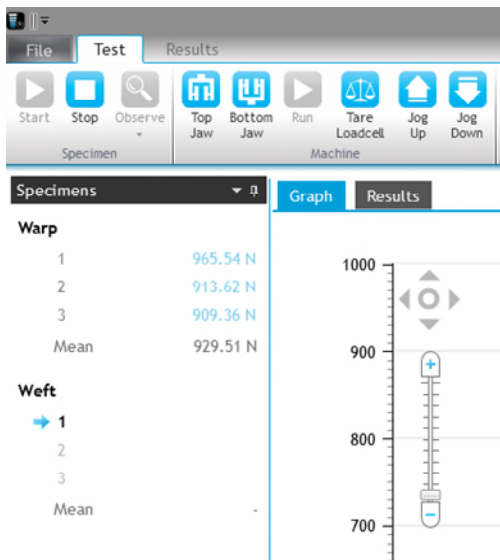 File Test Results
Start Stop Observe Top Jaw Bottom Jaw Run Tare Loadcell Jog Up Jog Down
Specimen Machine
Specimens
Graph Results
Warp
1 965.54 N
2 913.62 N
3 909.36 N
Mean 929.51 N
Weft
1
2
3
Mean -
1000
900
800
700